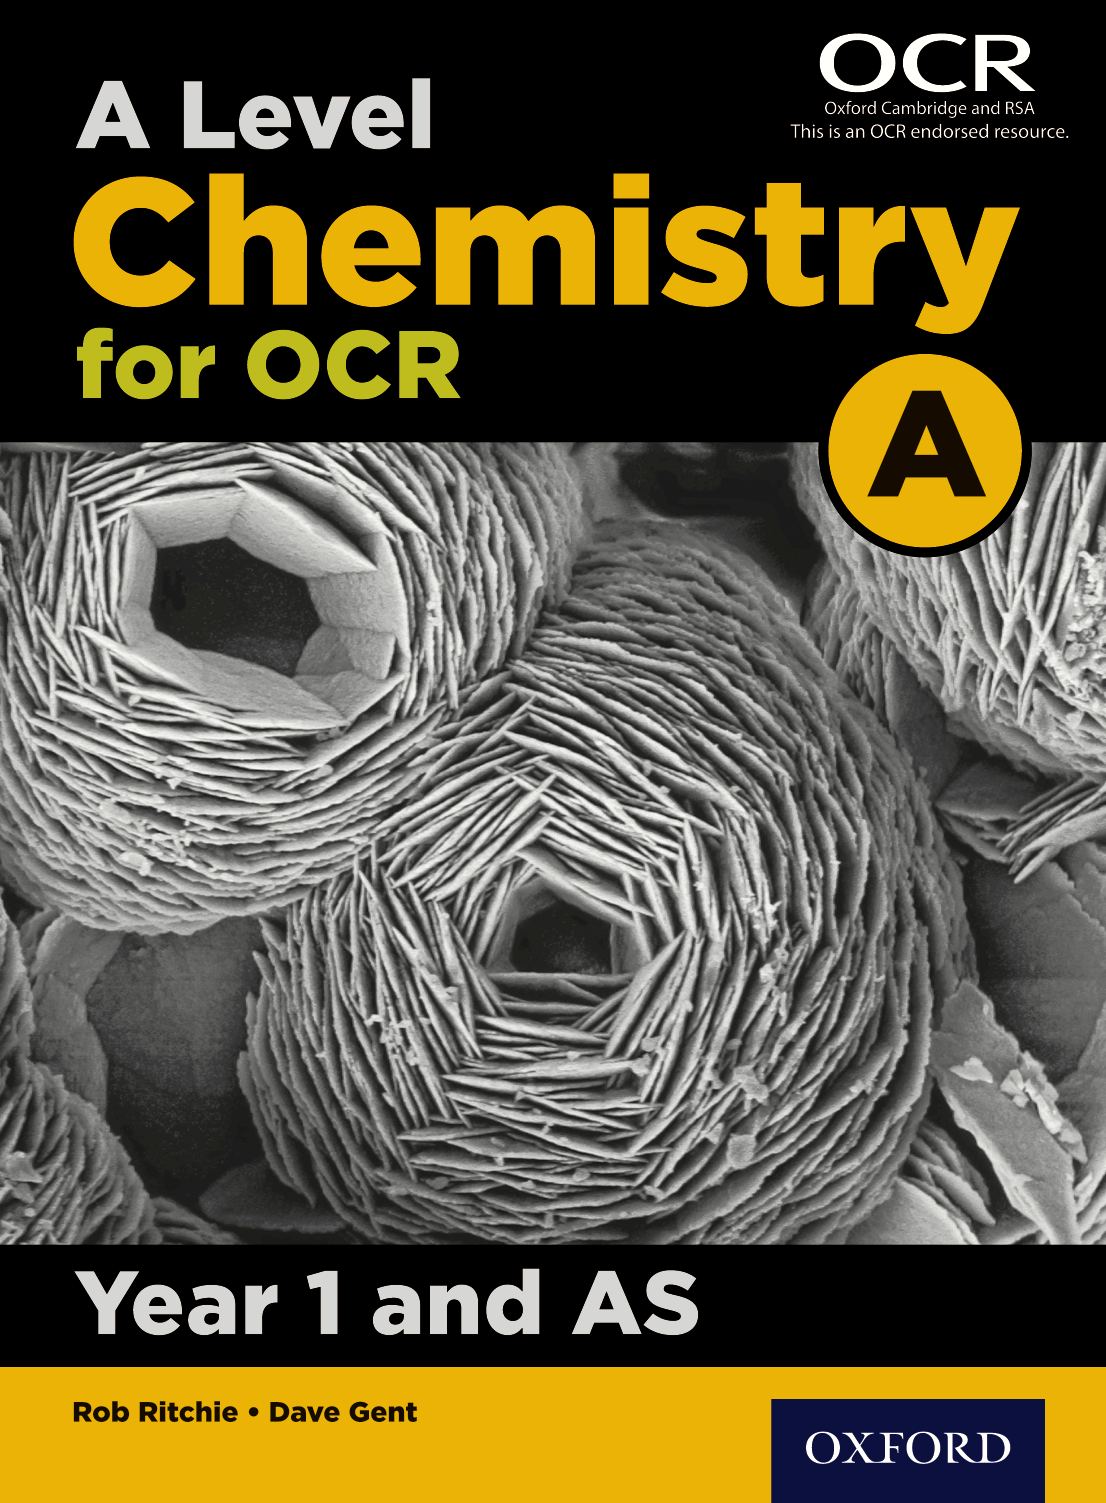 A Level
Chemistry
for OCR
OCR
Oxford Cambridge and RSA
This is an OCR endorsed resource.
A
Year 1 and AS
Rob Ritchie • Dave Gent
OXFORD